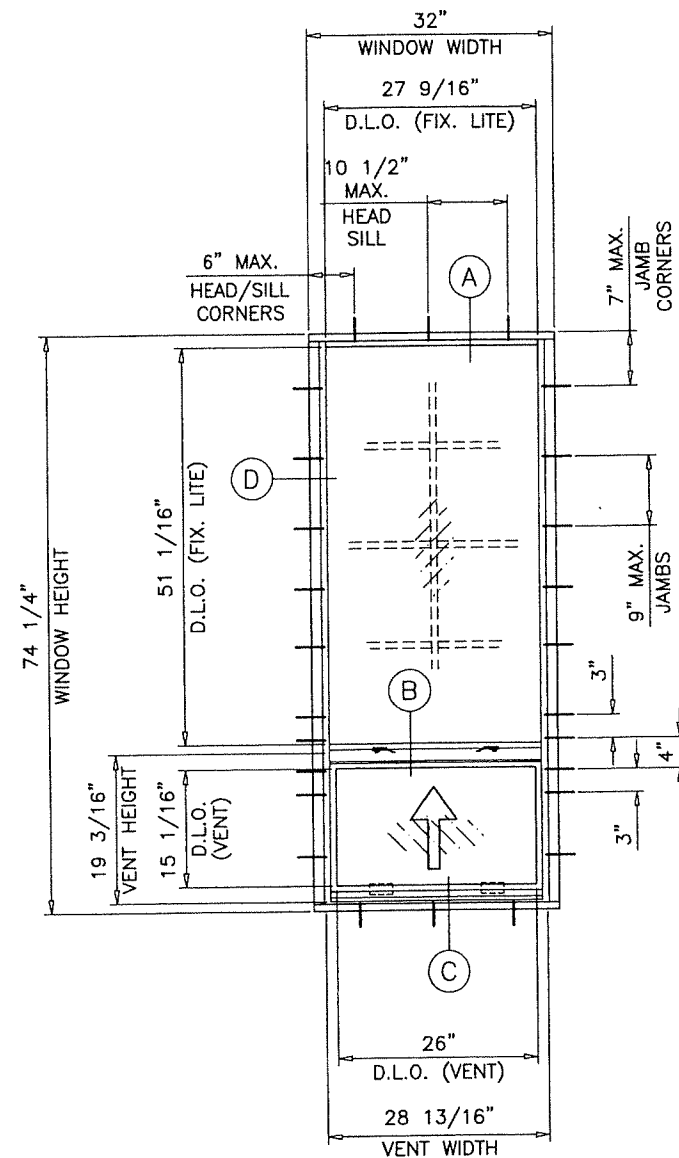 32"
WINDOW WIDTH
27 9/16"
D.L.O. (FIX. LITE)
10 1/2"
MAX.
HEAD
SILL
6" MAX.
HEAD/SILL
CORNERS
7" MAX.
JAMB
CORNERS
A
D
51 1/16"
D.L.O. (FIX. LITE)
74 1/4"
WINDOW HEIGHT
9" MAX.
JAMBS
B
3"
4"
3"
19 3/16"
VENT HEIGHT
15 1/16"
D.L.O.
(VENT)
C
26"
D.L.O. (VENT)
28 13/16"
VENT WIDTH